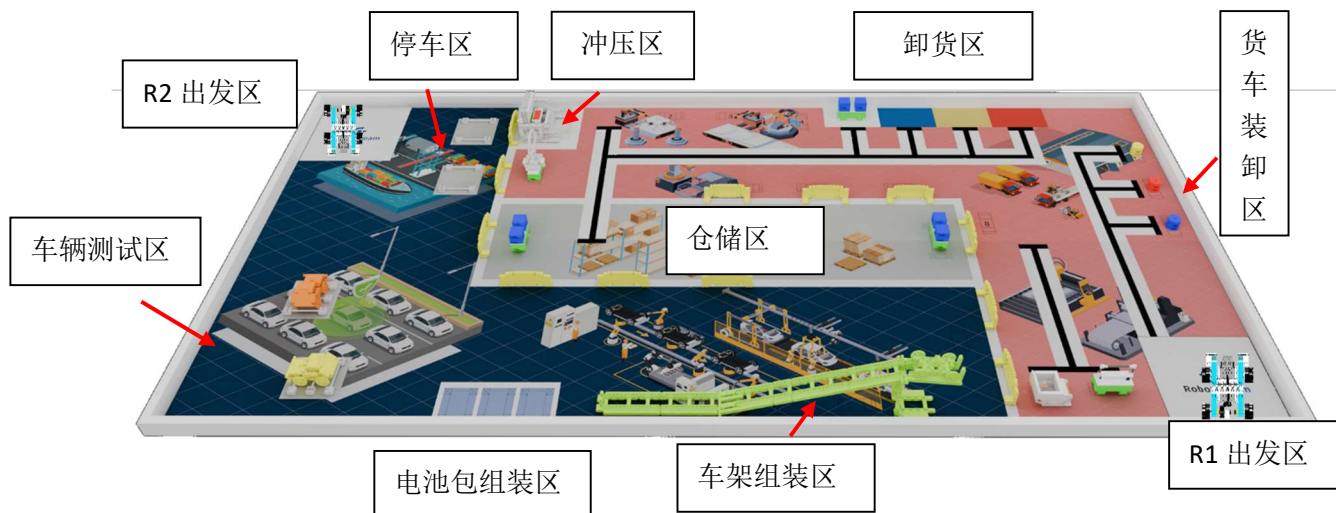 停车区
冲压区
卸货区
货车装卸区
R2 出发区
车辆测试区
仓储区
电池包组装区
车架组装区
R1 出发区